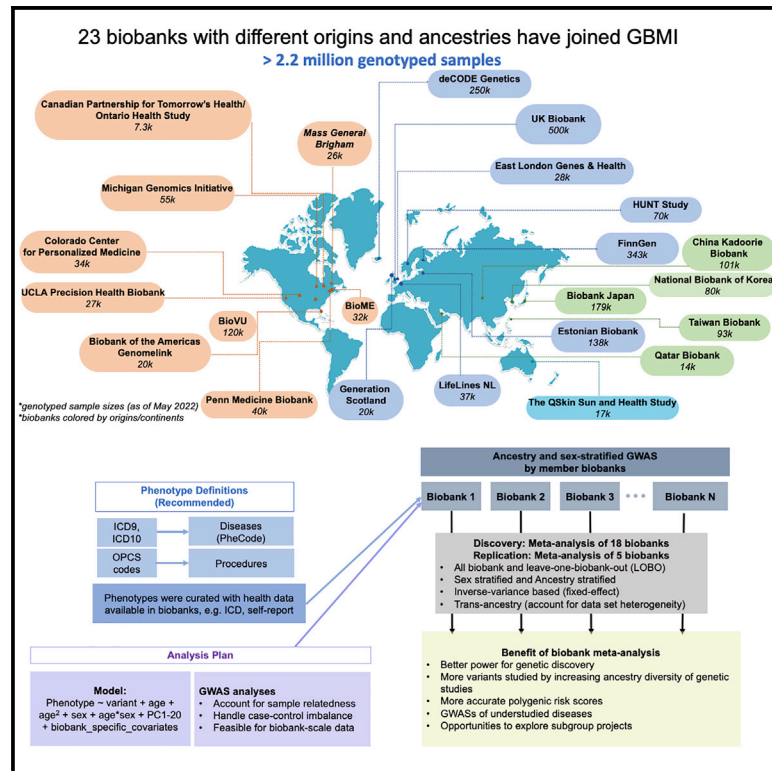 23 biobanks with different origins and ancestries have joined GBMI
> 2.2 million genotyped samples
deCODE Genetics
250k
Canadian Partnership for Tomorrow's Health/
Ontario Health Study
7.3k
Mass General
Brigham
26k
UK Biobank
500k
East London Genes & Health
28k
Michigan Genomics Initiative
55k
HUNT Study
70k
Colorado Center
for Personalized Medicine
34k
FinnGen
343k
China Kadoorie
Biobank
101k
National Biobank of Korea
80k
UCLA Precision Health Biobank
27k
BioVU
120k
BioME
32k
Biobank Japan
179k
Taiwan Biobank
93k
Biobank of the Americas
Genomelink
20k
Estonian Biobank
138k
Qatar Biobank
14k
Penn Medicine Biobank
40k
Generation
Scotland
20k
LifeLines NL
37k
The QSkin Sun and Health Study
17k
*genotyped sample sizes (as of May 2022)
*biobanks colored by origins/continents
Phenotype Definitions
(Recommended)
ICD9,
ICD10
Diseases
(PheCode)
OPCS
codes
Procedures
Phenotypes were curated with health data
available in biobanks, e.g. ICD, self-report
Analysis Plan
Model:
Phenotype ~ variant + age +
age² + sex + age*sex + PC1-20
+ biobank_specific_covariates
GWAS analyses
• Account for sample relatedness
• Handle case-control imbalance
• Feasible for biobank-scale data
Ancestry and sex-stratified GWAS
by member biobanks
Biobank 1
Biobank 2
Biobank 3
Biobank N
Discovery: Meta-analysis of 18 biobanks
Replication: Meta-analysis of 5 biobanks
• All biobank and leave-one-biobank-out (LOBO)
• Sex stratified and Ancestry stratified
• Inverse-variance based (fixed-effect)
• Trans-ancestry (account for data set heterogeneity)
Benefit of biobank meta-analysis
• Better power for genetic discovery
• More variants studied by increasing ancestry diversity of genetic
studies
• More accurate polygenic risk scores
• GWASs of understudied diseases
• Opportunities to explore subgroup projects